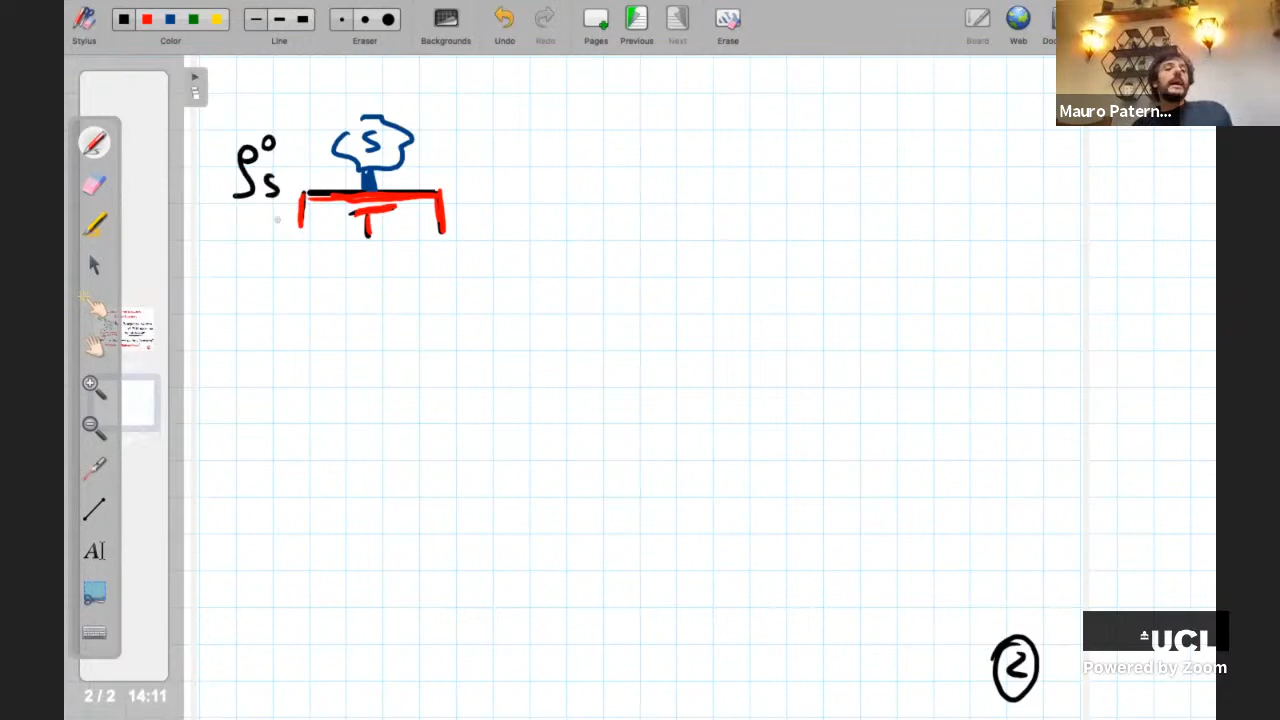 Stylus
Color
Line
Eraser
Backgrounds
Undo
Redo
Pages
Previous
Next
Erase
Board
Web
Mauro Patern...
ρ⁰
s
S
T
A
2 / 2 14:11
2
UCL
Powered by Zoom